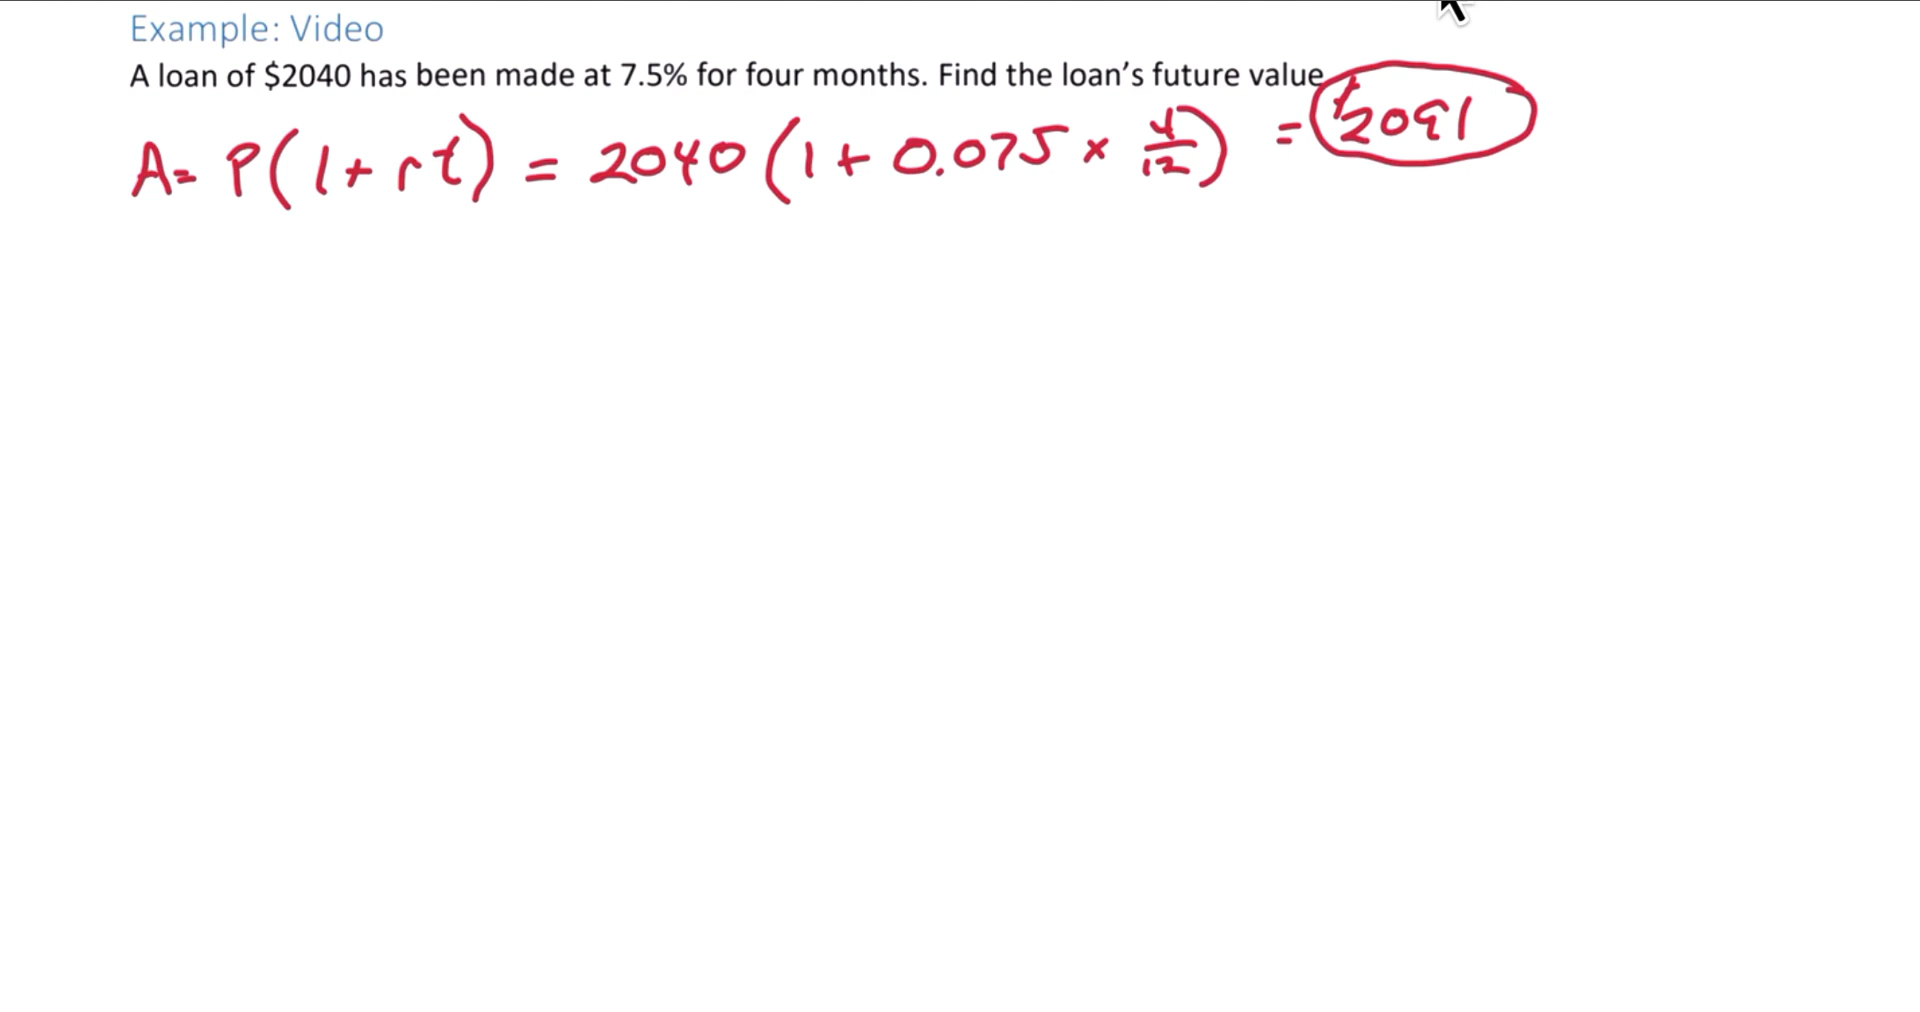 Example: Video
A loan of $2040 has been made at 7.5% for four months. Find the loan's future value
A= P(1+rt) = 2040 (1+ 0.075 × 4/12) = $2091